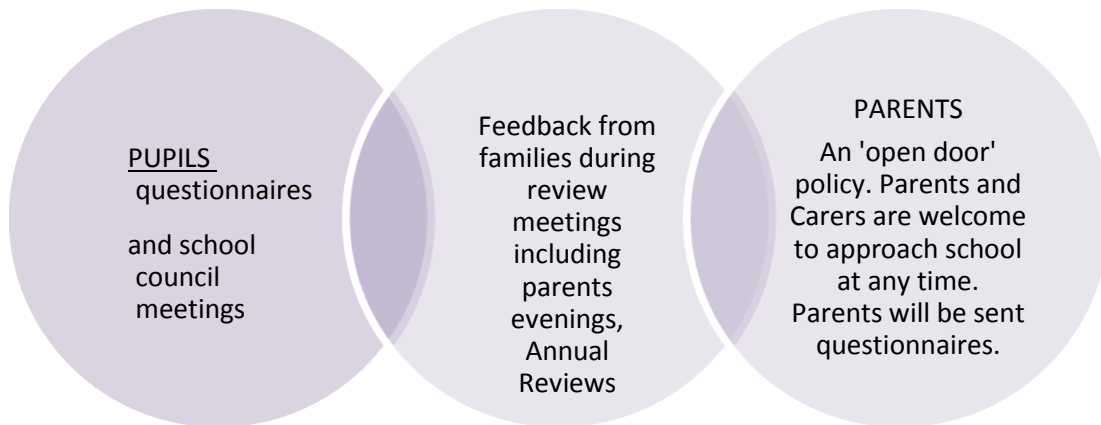 PUPILS
questionnaires
and school
council
meetings
Feedback from
families during
review
meetings
including
parents
evenings,
Annual
Reviews
PARENTS
An 'open door'
policy. Parents and
Carers are welcome
to approach school
at any time.
Parents will be sent
questionnaires.